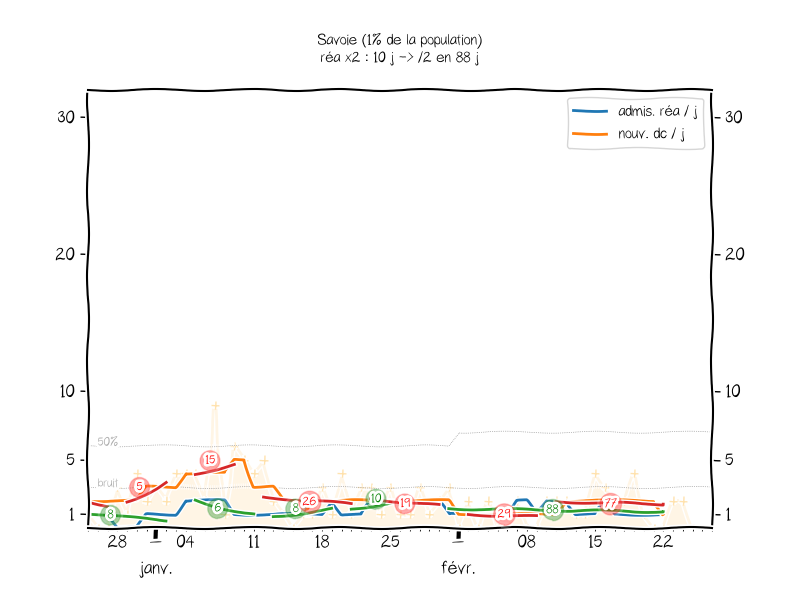 Savoie (1% de la population)
réa x2 : 10 j -> /2 en 88 j
admis. réa / j
nouv. dc / j
30 30
20 20
10 10
50%
5 5
bruit
1 1
15
5
26
10
19
77
8
6
8
29
88
28 1 04 11 18 25 1 08 15 22
janv. févr.